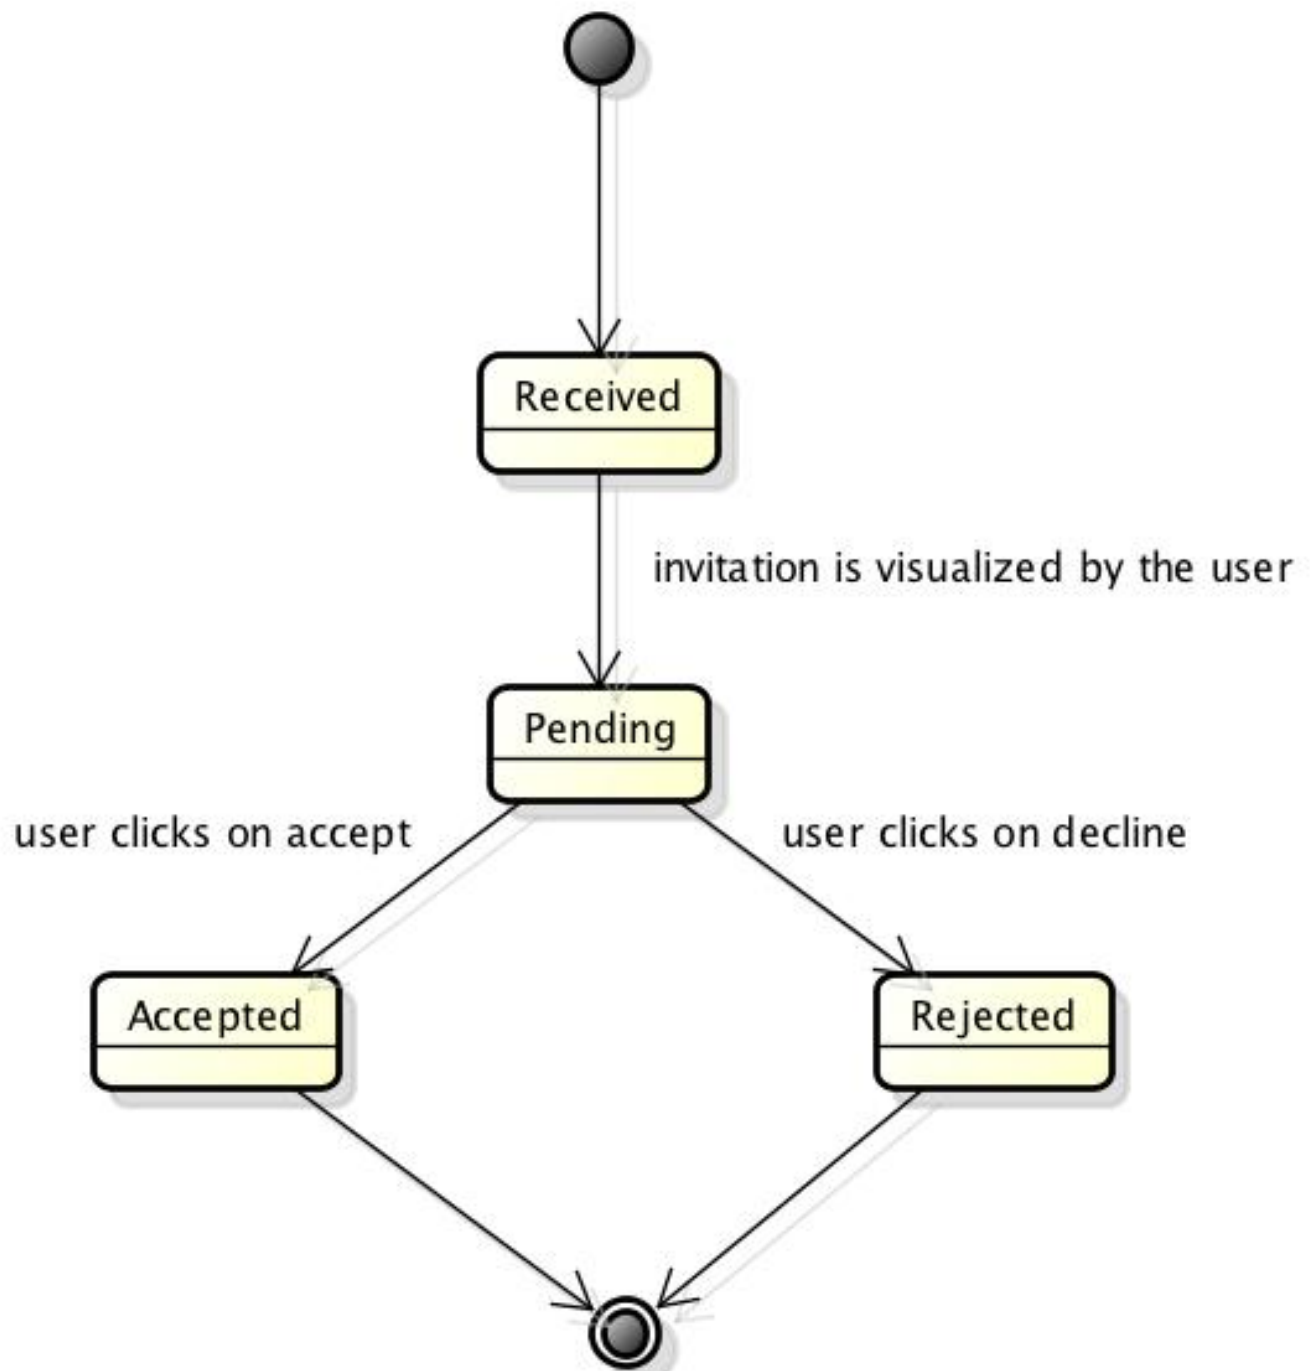 Received
invitation is visualized by the user
Pending
user clicks on accept
user clicks on decline
Accepted
Rejected